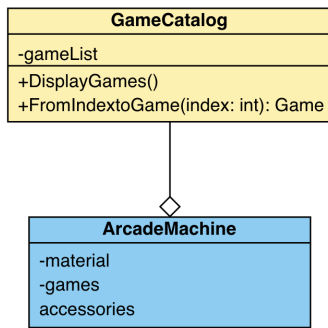 GameCatalog
-gameList
+DisplayGames()
+FromIndextoGame(index: int): Game
ArcadeMachine
-material
-games
accessories